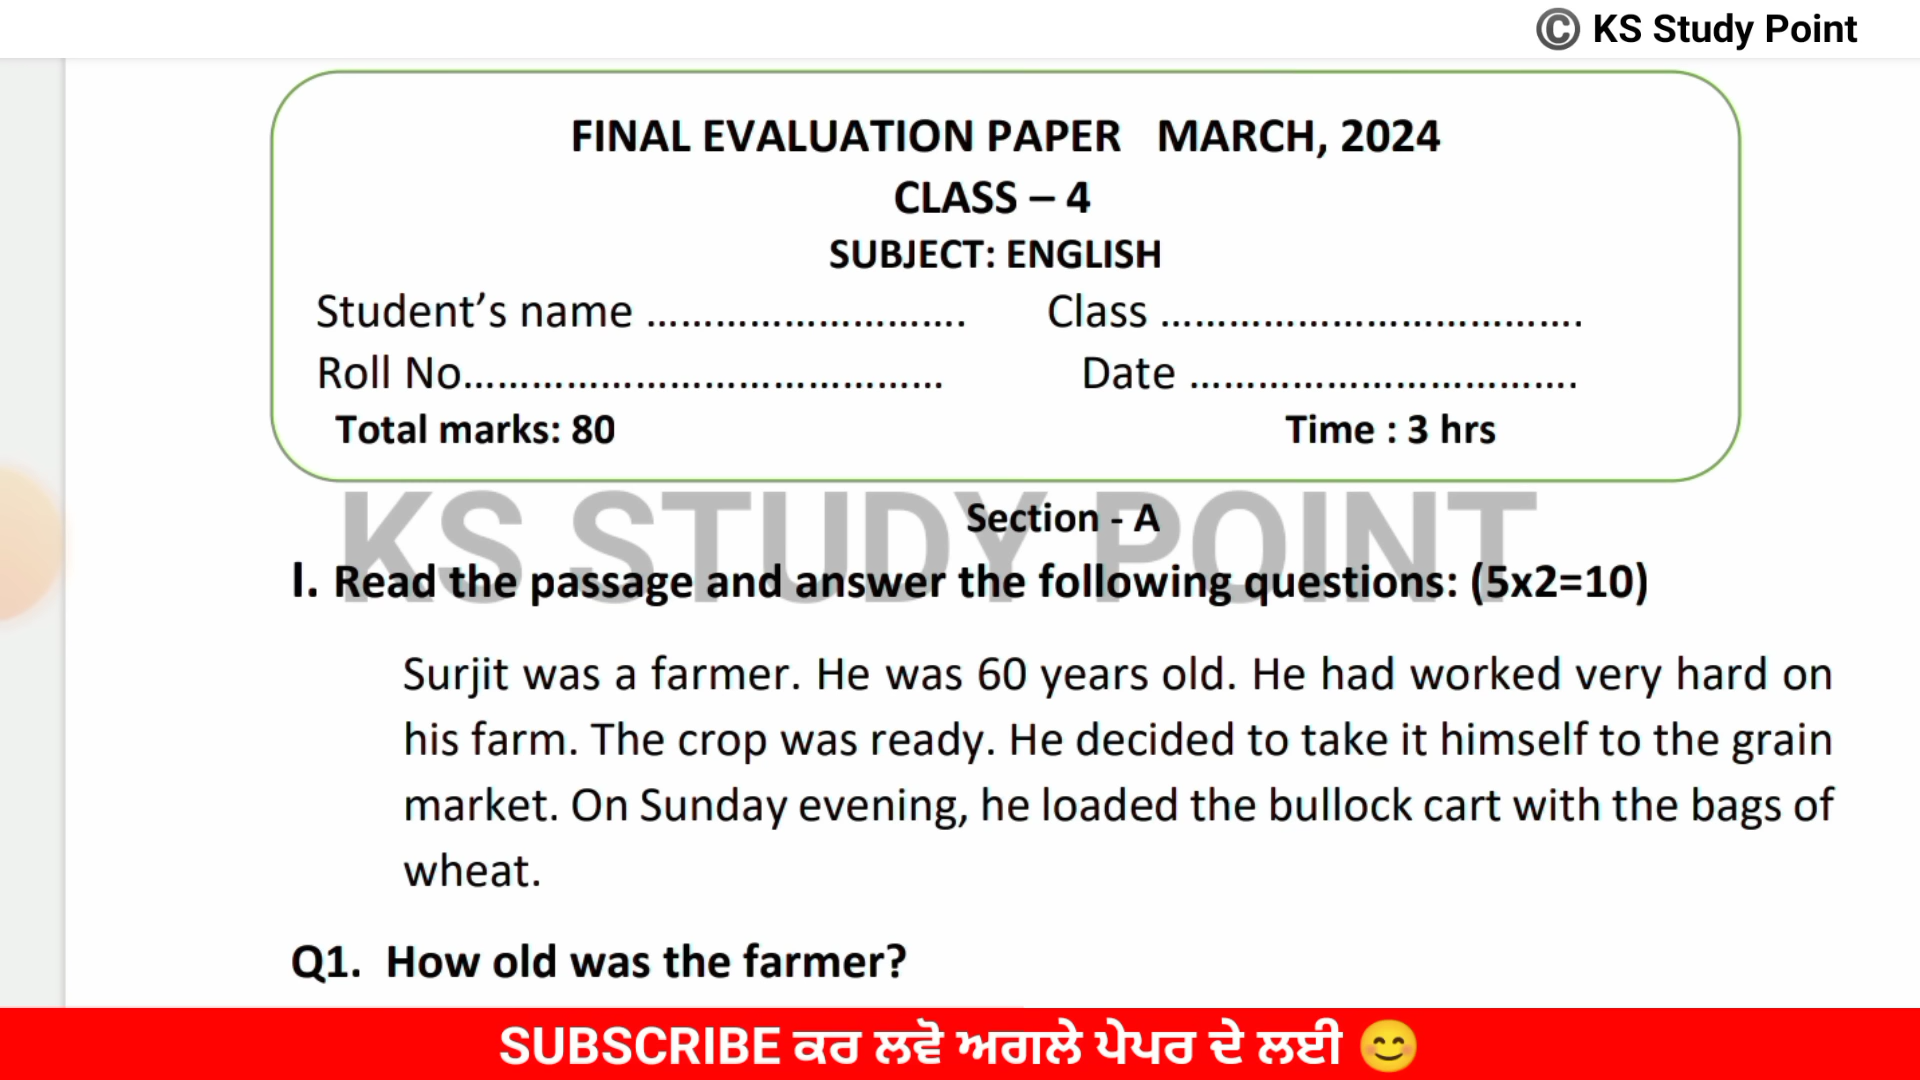 © KS Study Point
FINAL EVALUATION PAPER MARCH, 2024
CLASS – 4
SUBJECT: ENGLISH
Student’s name ............................ Class .....................................
Roll No.......................................... Date ..................................
Total marks: 80 Time : 3 hrs
KS STUDY POINT
Section - A
I. Read the passage and answer the following questions: (5x2=10)
Surjit was a farmer. He was 60 years old. He had worked very hard on
his farm. The crop was ready. He decided to take it himself to the grain
market. On Sunday evening, he loaded the bullock cart with the bags of
wheat.
Q1. How old was the farmer?
SUBSCRIBE ਕਰ ਲਵੋ ਅਗਲੇ ਪੇਪਰ ਦੇ ਲਈ 😊